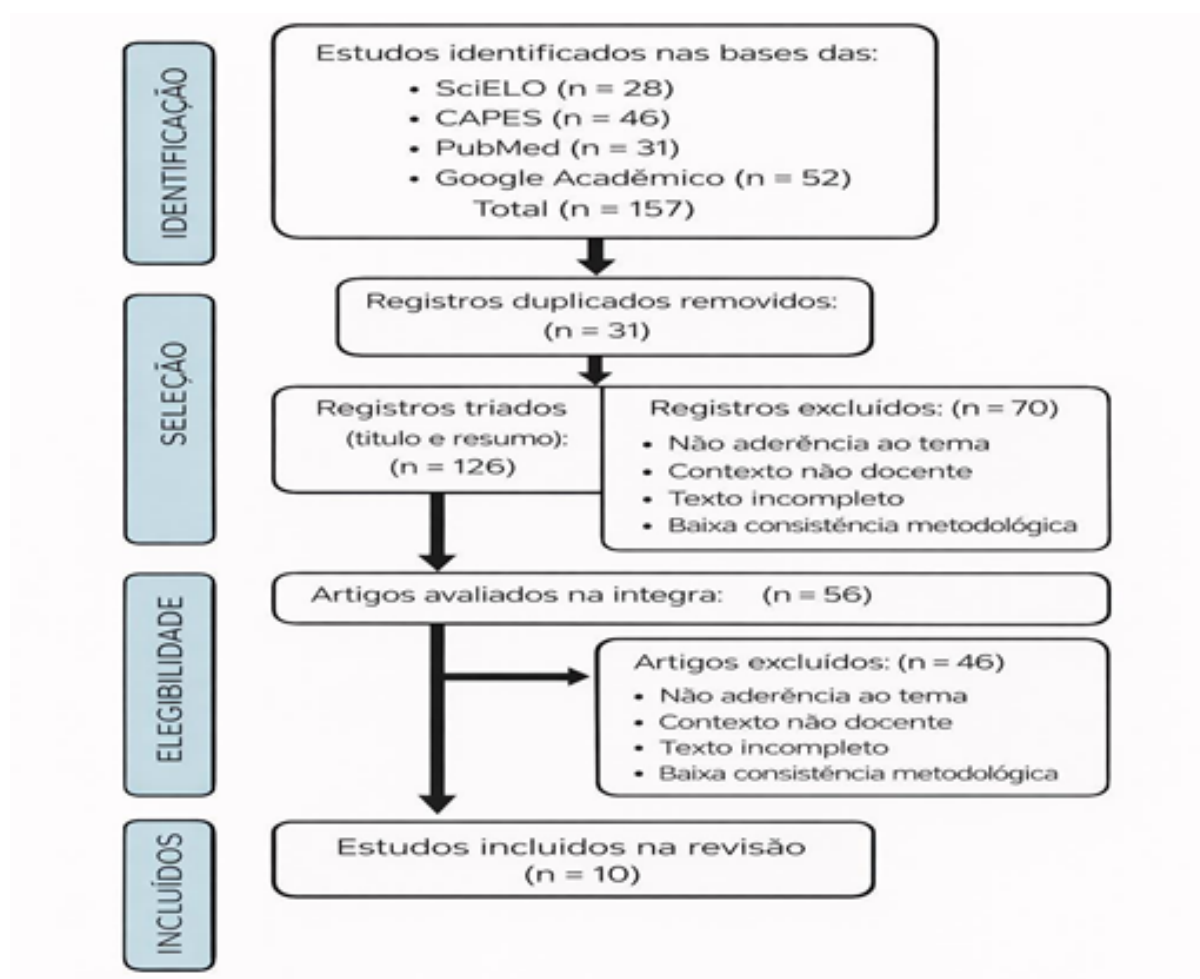 IDENTIFICAÇÃO
Estudos identificados nas bases das:
• SciELO (n = 28)
• CAPES (n = 46)
• PubMed (n = 31)
• Google Acadêmico (n = 52)
Total (n = 157)
SELEÇÃO
Registros duplicados removidos:
(n = 31)
Registros triados
(titulo e resumo):
(n = 126)
Registros excluídos: (n = 70)
• Não aderência ao tema
• Contexto não docente
• Texto incompleto
• Baixa consistência metodológica
ELEGIBILIDADE
Artigos avaliados na integra: (n = 56)
Artigos excluídos: (n = 46)
• Não aderência ao tema
• Contexto não docente
• Texto incompleto
• Baixa consistência metodológica
INCLUÍDOS
Estudos incluidos na revisão
(n = 10)